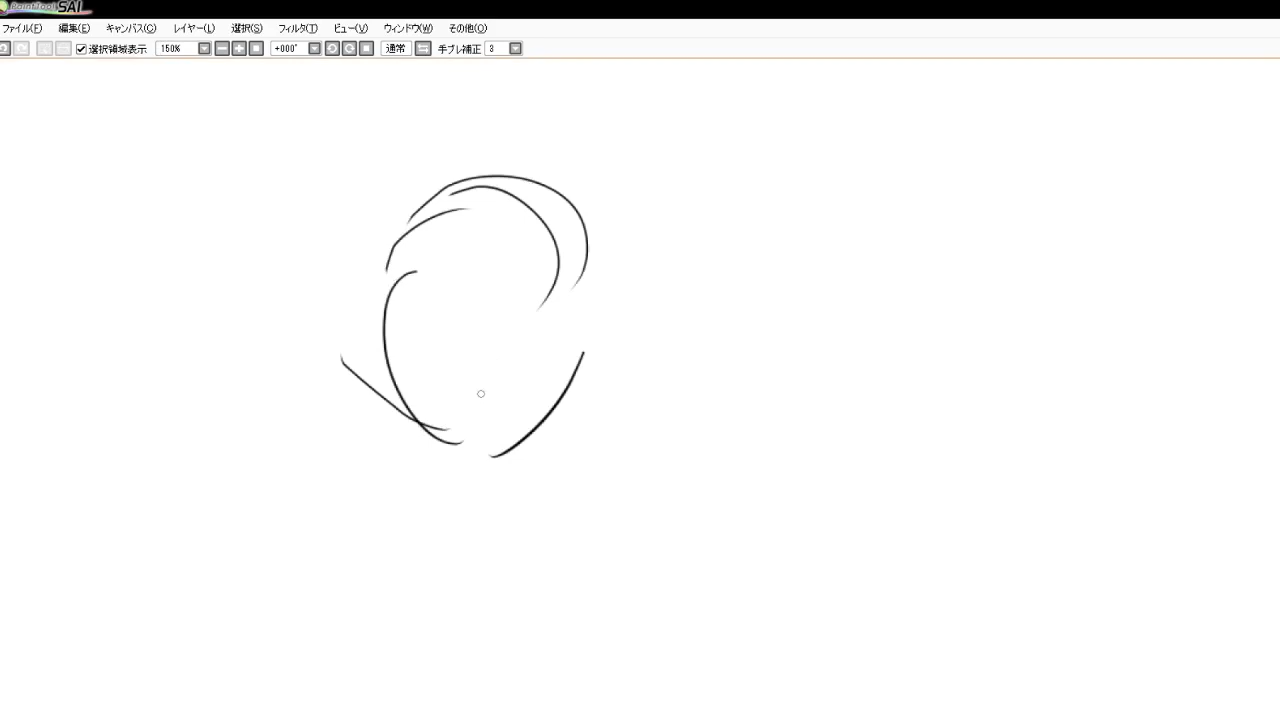 PaintTool SAI
ファイル(F) 編集(E) キャンバス(C) レイヤー(L) 選択(S) フィルタ(T) ビュー(V) ウィンドウ(W) その他(O)
選択領域表示 150% +000° 通常 手ブレ補正 3